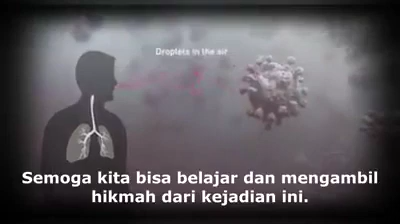 Droplets in the air
Semoga kita bisa belajar dan mengambil
hikmah dari kejadian ini.